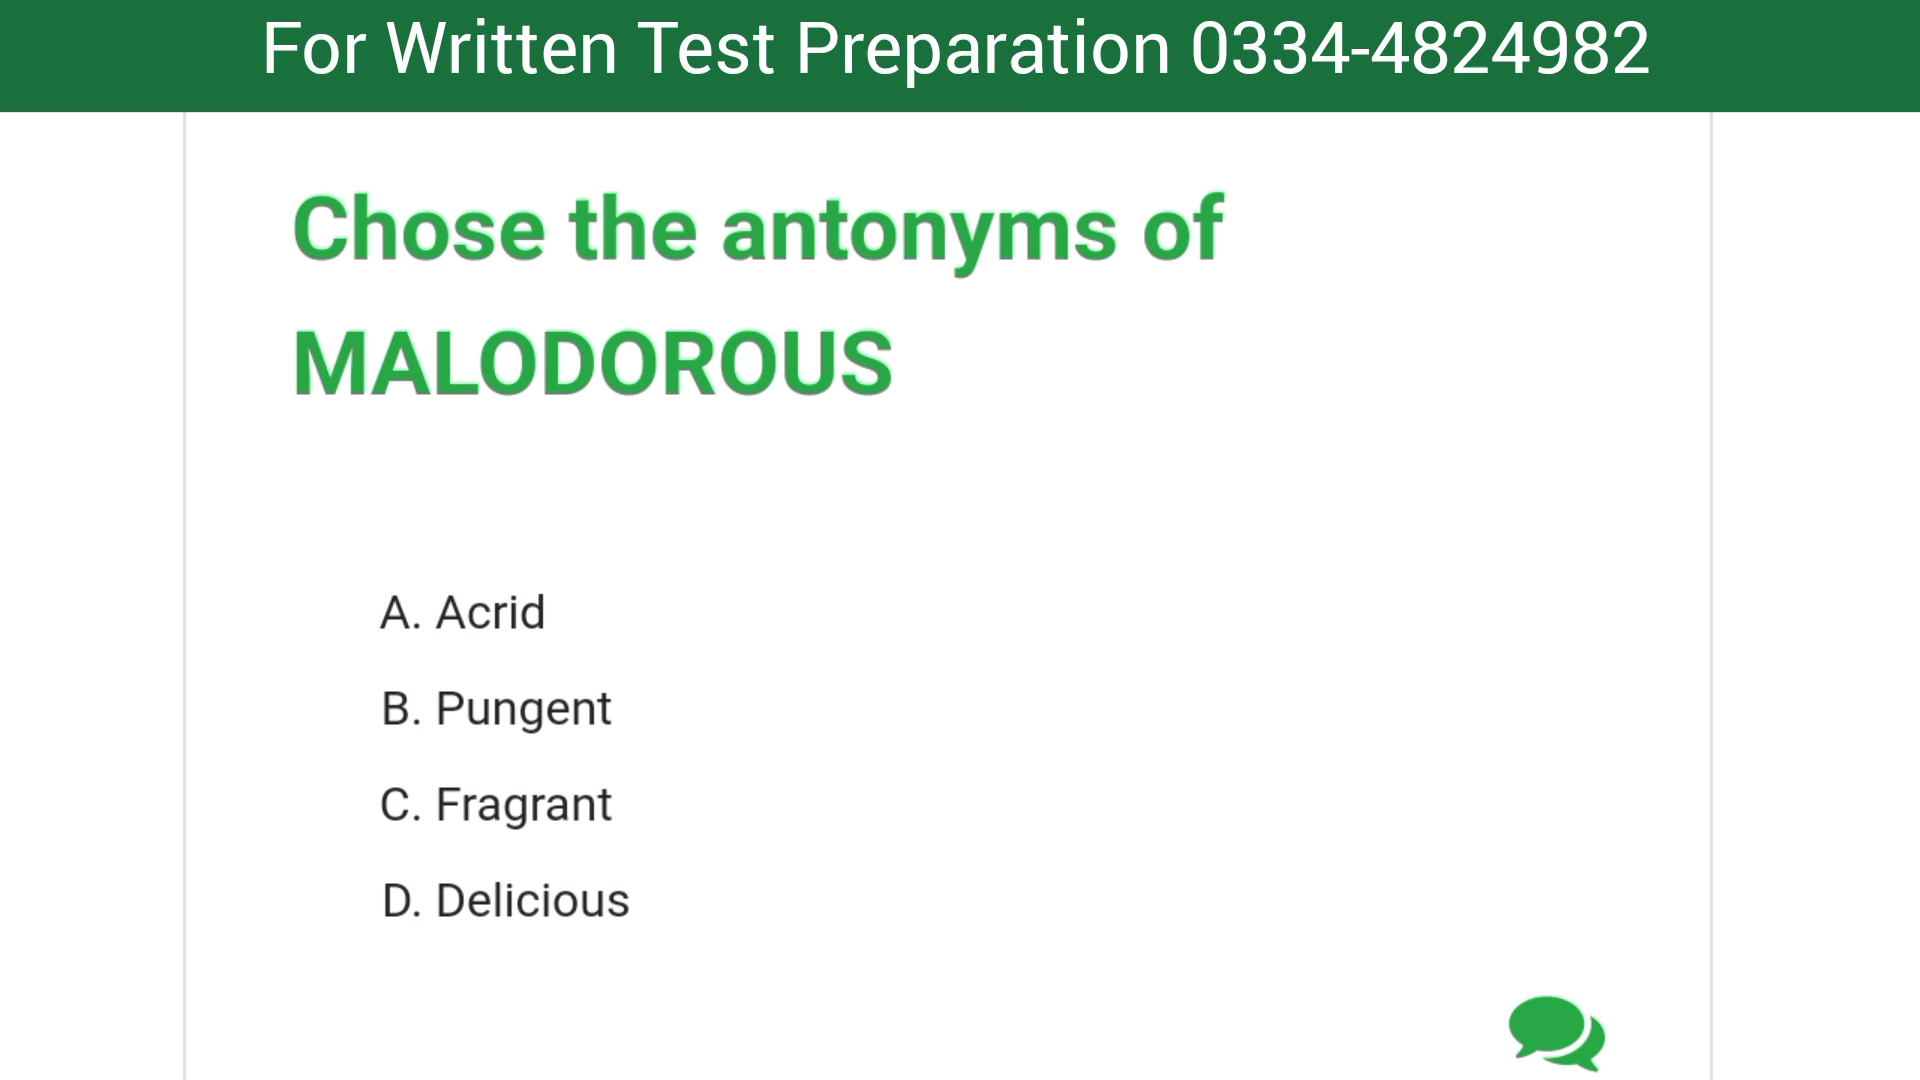 For Written Test Preparation 0334-4824982
Chose the antonyms of
MALODOROUS
A. Acrid
B. Pungent
C. Fragrant
D. Delicious